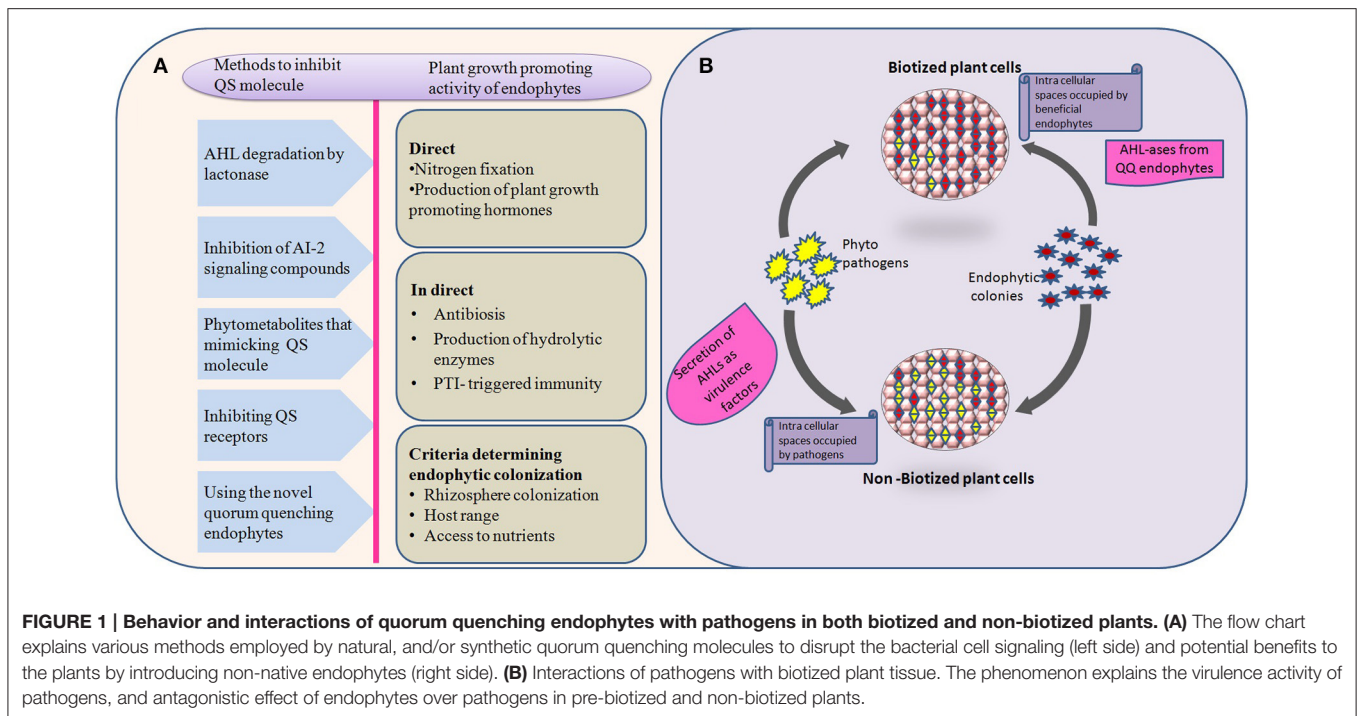 A
Methods to inhibit
QS molecule
Plant growth promoting
activity of endophytes
AHL degradation by
lactonase
Inhibition of AI-2
signaling compounds
Phytometabolites that
mimicking QS
molecule
Inhibiting QS
receptors
Using the novel
quorum quenching
endophytes
Direct
•Nitrogen fixation
•Production of plant growth
promoting hormones
In direct
• Antibiosis
• Production of hydrolytic
enzymes
• PTI- triggered immunity
Criteria determining
endophytic colonization
• Rhizosphere colonization
• Host range
• Access to nutrients
B
Biotized plant cells
Intra cellular
spaces occupied by
beneficial
endophytes
AHL-ases from
QQ endophytes
Phyto
pathogens
Endophytic
colonies
Secretion of
AHLs as
virulence
factors
Intra cellular
spaces occupied
by pathogens
Non -Biotized plant cells
FIGURE 1 | Behavior and interactions of quorum quenching endophytes with pathogens in both biotized and non-biotized plants. (A) The flow chart
explains various methods employed by natural, and/or synthetic quorum quenching molecules to disrupt the bacterial cell signaling (left side) and potential benefits to
the plants by introducing non-native endophytes (right side). (B) Interactions of pathogens with biotized plant tissue. The phenomenon explains the virulence activity of
pathogens, and antagonistic effect of endophytes over pathogens in pre-biotized and non-biotized plants.